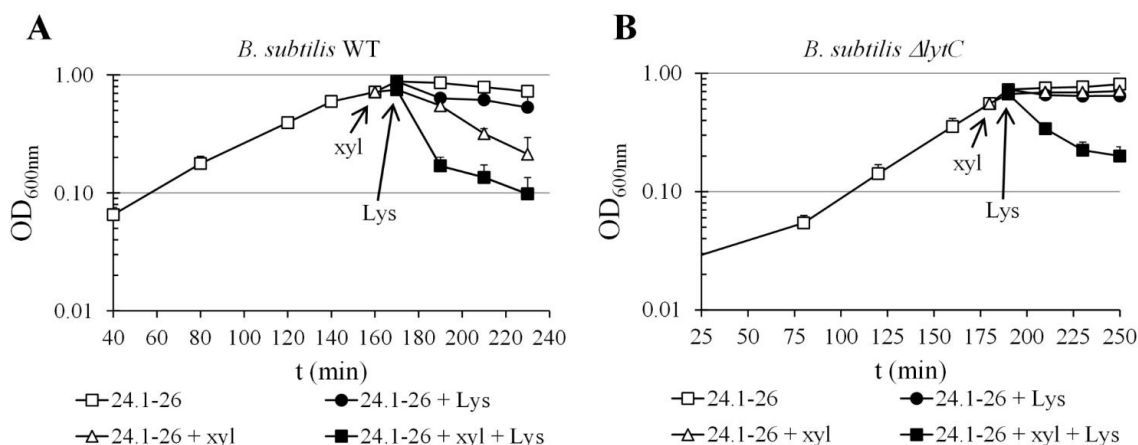 A
B. subtilis WT
OD600nm
1.00
0.10
0.01
xyl
Lys
40 60 80 100 120 140 160 180 200 220 240
t (min)
24.1-26
24.1-26 + Lys
24.1-26 + xyl
24.1-26 + xyl + Lys
B
B. subtilis ΔlytC
OD600nm
1.00
0.10
0.01
xyl
Lys
25 50 75 100 125 150 175 200 225 250
t (min)
24.1-26
24.1-26 + Lys
24.1-26 + xyl
24.1-26 + xyl + Lys